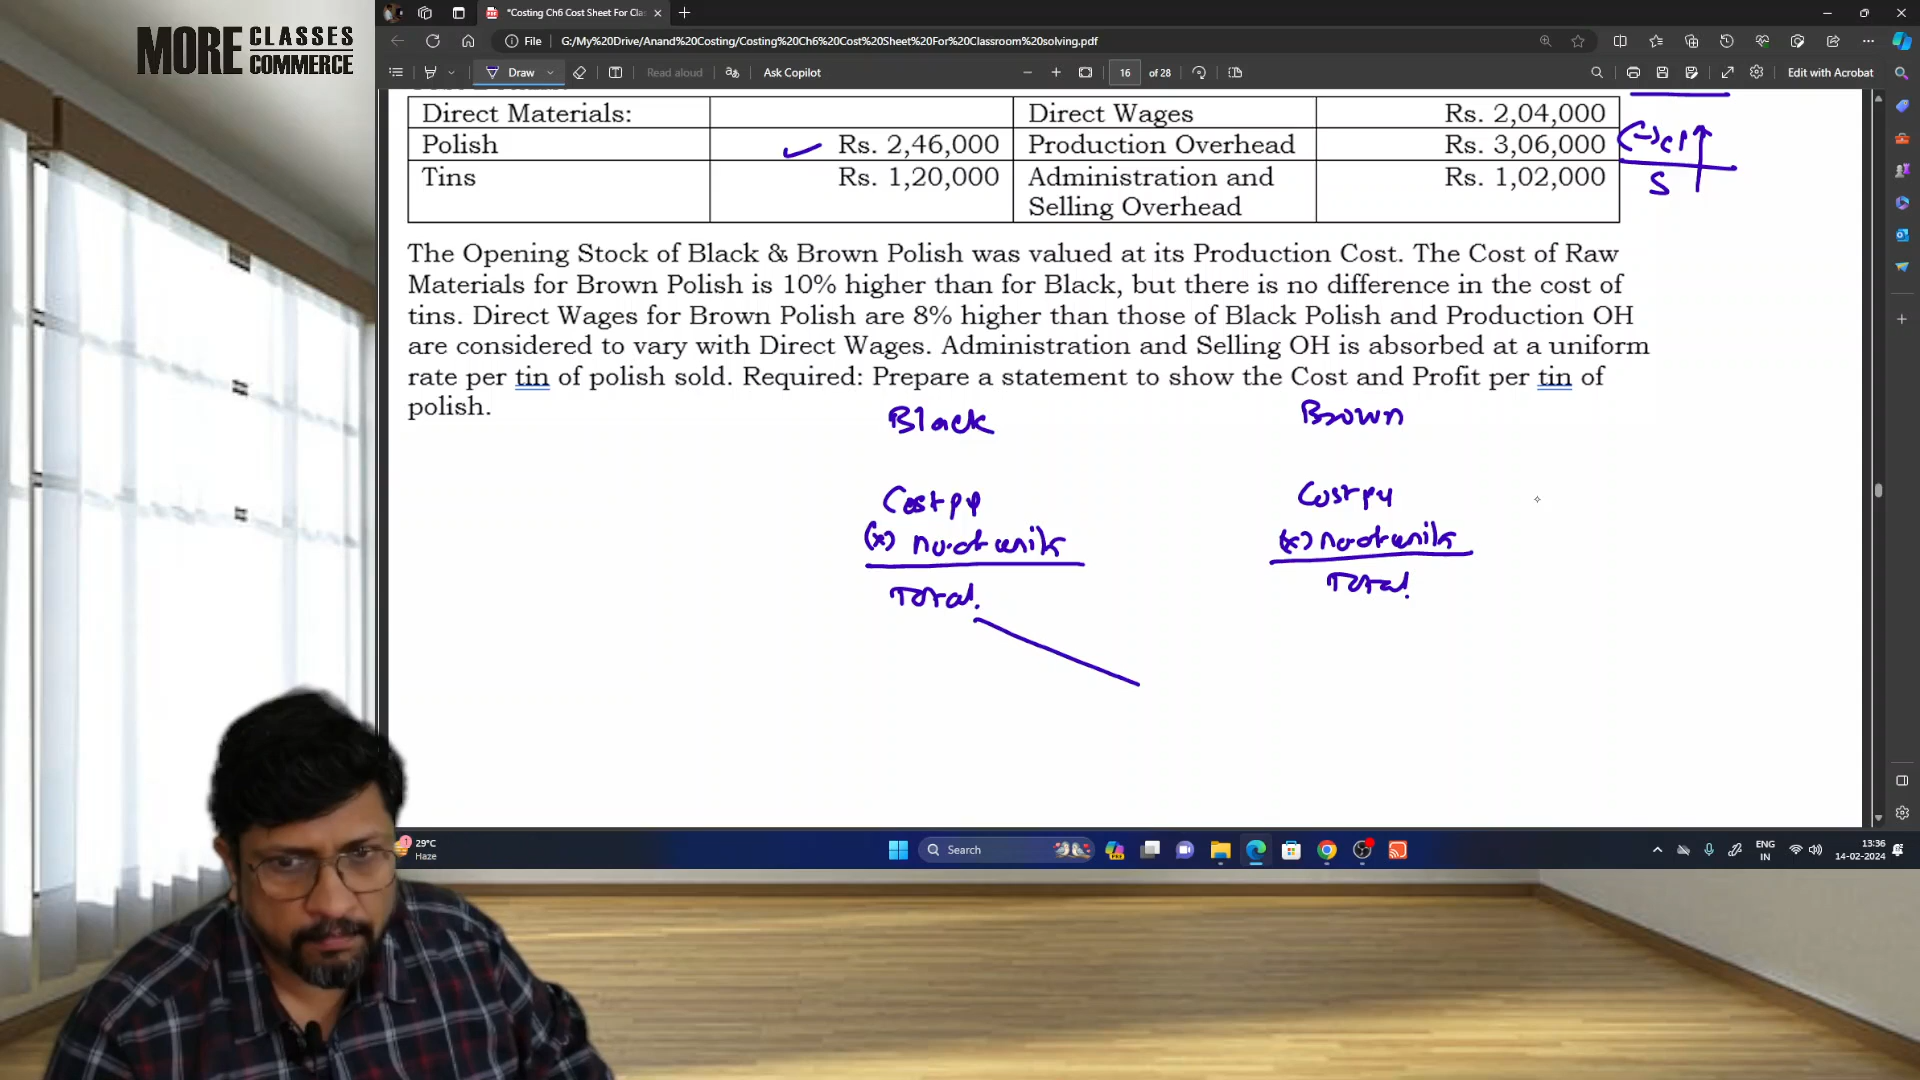 MORE CLASSES COMMERCE
*Costing Ch6 Cost Sheet For Cla
File G:/My%20Drive/Anand%20Costing/Costing%20Ch6%20Cost%20Sheet%20For%20Classroom%20solving.pdf
Draw Read aloud Ask Copilot 16 of 28 Edit with Acrobat
Direct Materials: Direct Wages Rs. 2,04,000
Polish Rs. 2,46,000 Production Overhead Rs. 3,06,000
Tins Rs. 1,20,000 Administration and Selling Overhead Rs. 1,02,000
(-) cl
S
The Opening Stock of Black & Brown Polish was valued at its Production Cost. The Cost of Raw
Materials for Brown Polish is 10% higher than for Black, but there is no difference in the cost of
tins. Direct Wages for Brown Polish are 8% higher than those of Black Polish and Production OH
are considered to vary with Direct Wages. Administration and Selling OH is absorbed at a uniform
rate per tin of polish sold. Required: Prepare a statement to show the Cost and Profit per tin of
polish.
Black Brown
Cost pu Cost pu
(x) no. of units (x) no. of units
Total Total
29°C
Haze
Search
ENG
IN
13:36
14-02-2024